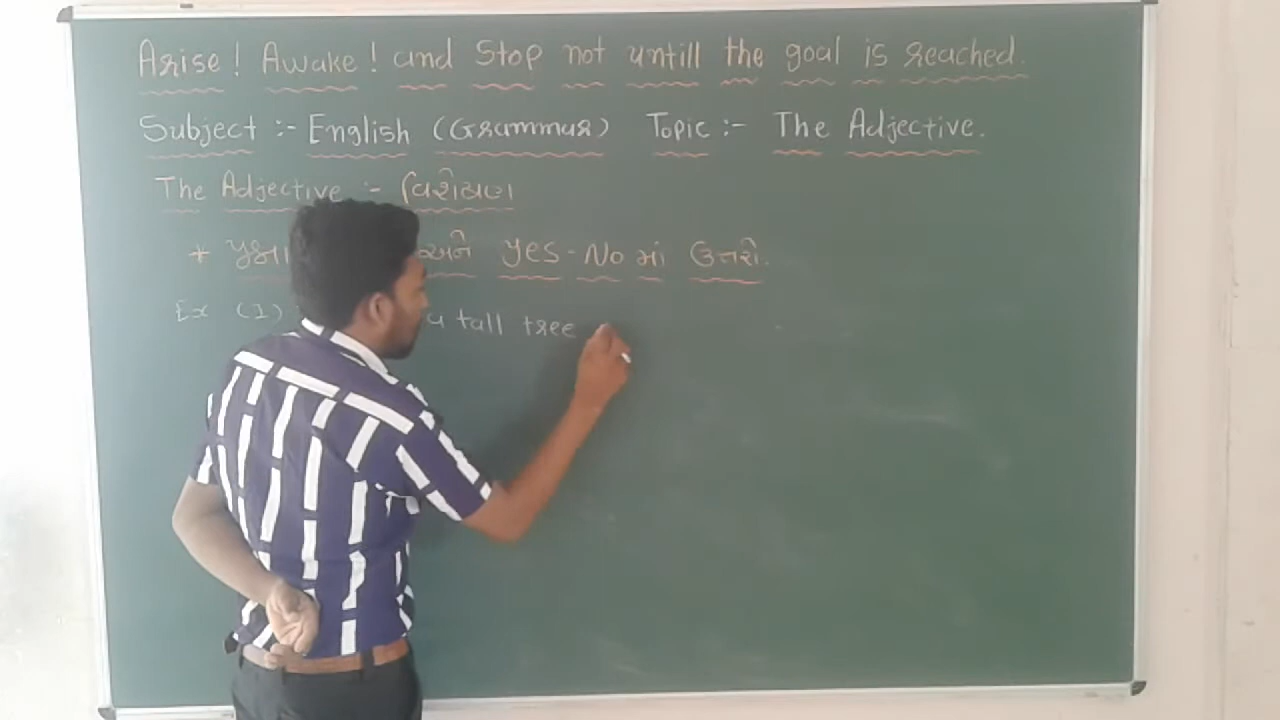 Arise! Awake! and Stop not untill the goal is reached.
Subject :- English (Grammar) Topic :- The Adjective.
The Adjective :- વિશેષણ
* અને Yes-No માં ઉત્તરો.
Ex (1) a tall tree